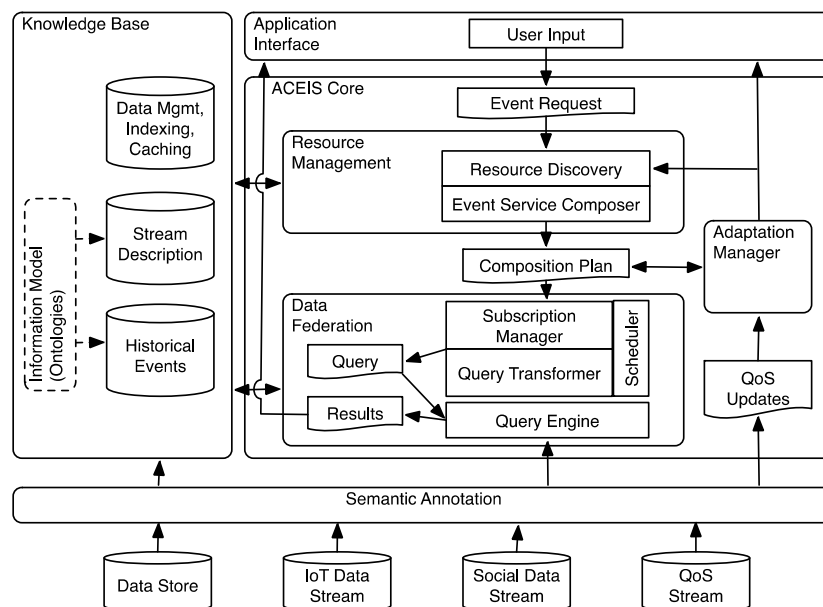 Knowledge Base
Data Mgmt,
Indexing,
Caching
Stream
Description
Historical
Events
Information Model
(Ontologies)
Application
Interface
User Input
ACEIS Core
Event Request
Resource
Management
Resource Discovery
Event Service Composer
Composition Plan
Adaptation
Manager
Data
Federation
Subscription
Manager
Scheduler
Query
Query Transformer
Results
Query Engine
QoS
Updates
Semantic Annotation
Data Store
IoT Data
Stream
Social Data
Stream
QoS
Stream